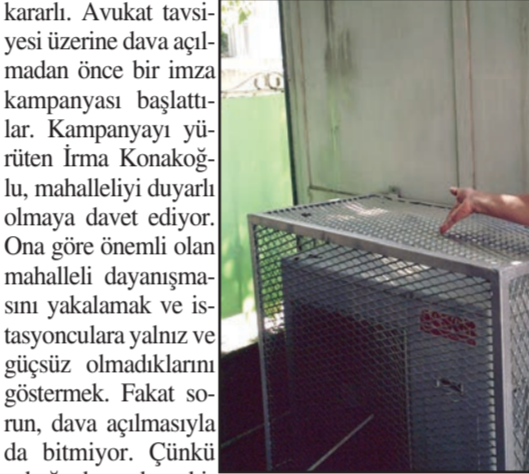 kararlı. Avukat tavsi-
yesi üzerine dava açıl-
madan önce bir imza
kampanyası başlattı-
lar. Kampanyayı yü-
rüten İrma Konakoğ-
lu, mahalleliyi duyarlı
olmaya davet ediyor.
Ona göre önemli olan
mahalleli dayanışma-
sını yakalamak ve is-
tasyonculara yalnız ve
güçsüz olmadıklarını
göstermek. Fakat so-
run, dava açılmasıyla
da bitmiyor. Çünkü